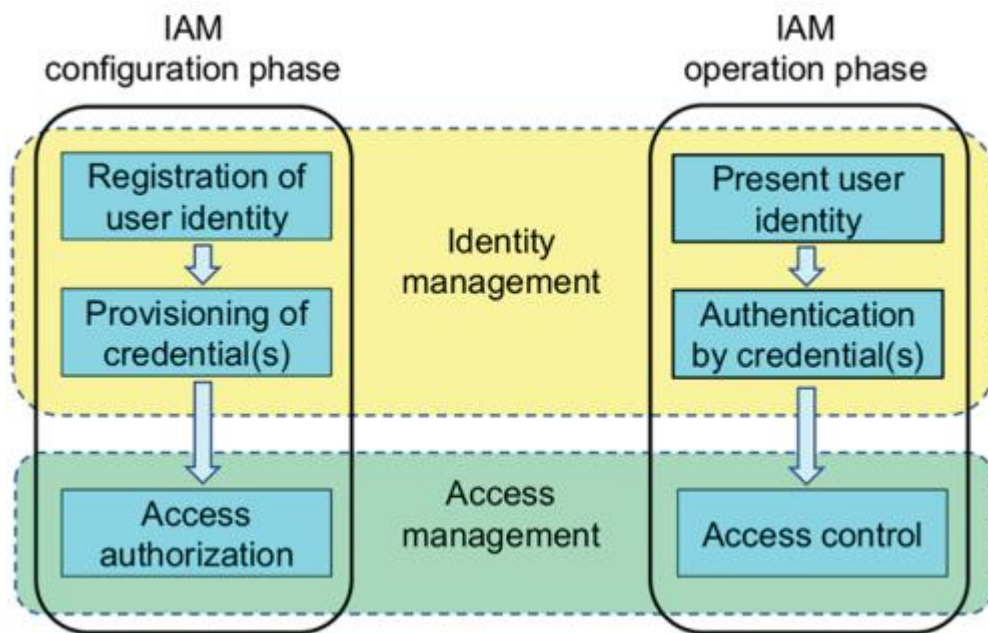 IAM
configuration phase
IAM
operation phase
Registration of
user identity
Provisioning of
credential(s)
Access
authorization
Identity
management
Access
management
Present user
identity
Authentication
by credential(s)
Access control